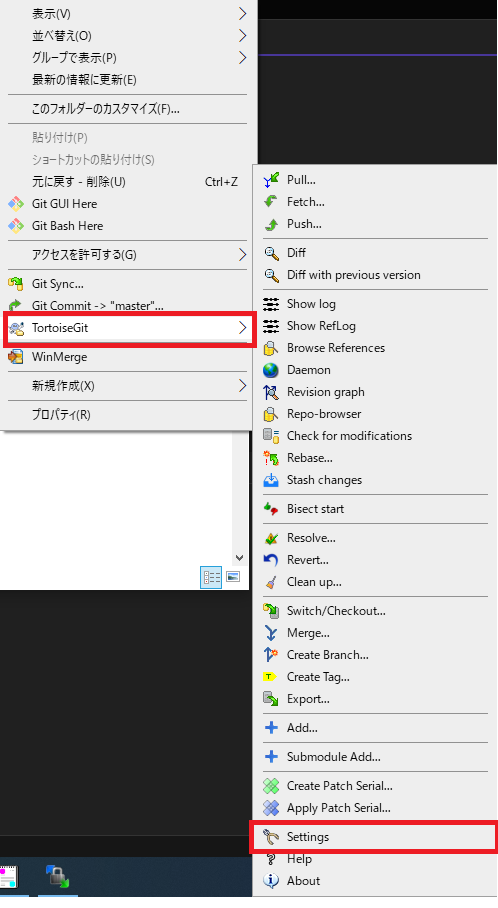 表示(V)
並べ替え(O)
グループで表示(P)
最新の情報に更新(E)
このフォルダーのカスタマイズ(F)...
貼り付け(P)
ショートカットの貼り付け(S)
元に戻す - 削除(U) Ctrl+Z
Git GUI Here
Git Bash Here
アクセスを許可する(G)
Git Sync...
Git Commit -> "master"...
TortoiseGit
WinMerge
新規作成(X)
プロパティ(R)
Pull...
Fetch...
Push...
Diff
Diff with previous version
Show log
Show RefLog
Browse References
Daemon
Revision graph
Repo-browser
Check for modifications
Rebase...
Stash changes
Bisect start
Resolve...
Revert...
Clean up...
Switch/Checkout...
Merge...
Create Branch...
Create Tag...
Export...
Add...
Submodule Add...
Create Patch Serial...
Apply Patch Serial...
Settings
Help
About